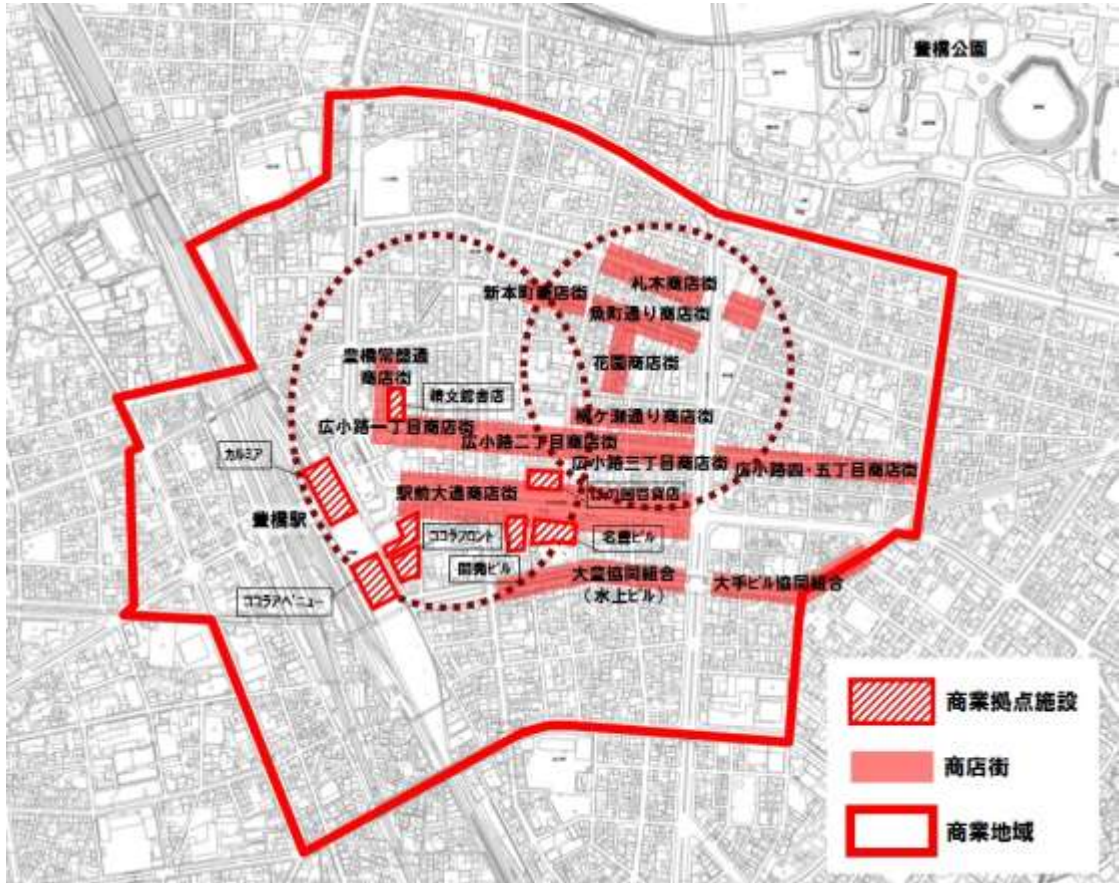 豊橋公園
札木商店街
新本町商店街
魚町通り商店街
花園商店街
豊橋常盤通
商店街
精文館書店
鳩ケ瀬通り商店街
広小路一丁目商店街
広小路二丁目商店街
広小路三丁目商店街
広小路四・五丁目商店街
カルミア
駅前大通商店街
ほの国百貨店
豊橋駅
ココラフロント
名豊ビル
開発ビル
ココラアベニュー
大豊協同組合
(水上ビル)
大手ビル協同組合
商業拠点施設
商店街
商業地域